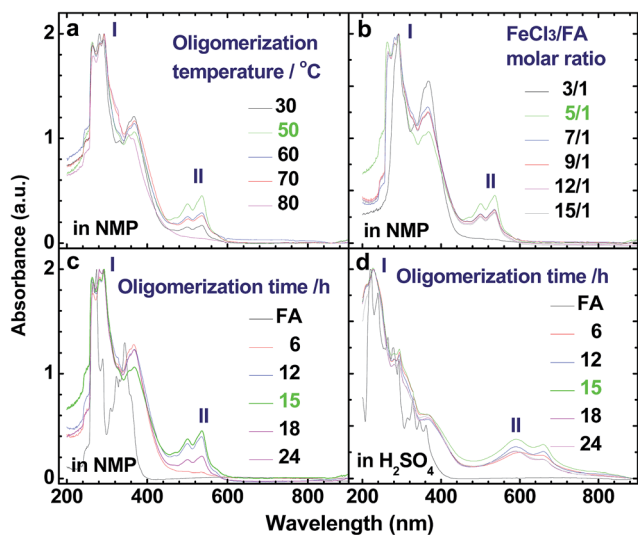 a
I
Oligomerization
temperature / °C
30
50
60
70
80
II
in NMP
b
I
FeCl3/FA
molar ratio
3/1
5/1
7/1
9/1
12/1
15/1
II
in NMP
c
I
Oligomerization time /h
FA
6
12
15
18
24
II
in NMP
d
I
Oligomerization time/h
FA
6
12
15
18
24
II
in H₂SO₄
2
1
0
2
1
0
200 400 600 800
200 400 600 800
Absorbance (a.u.)
Wavelength (nm)